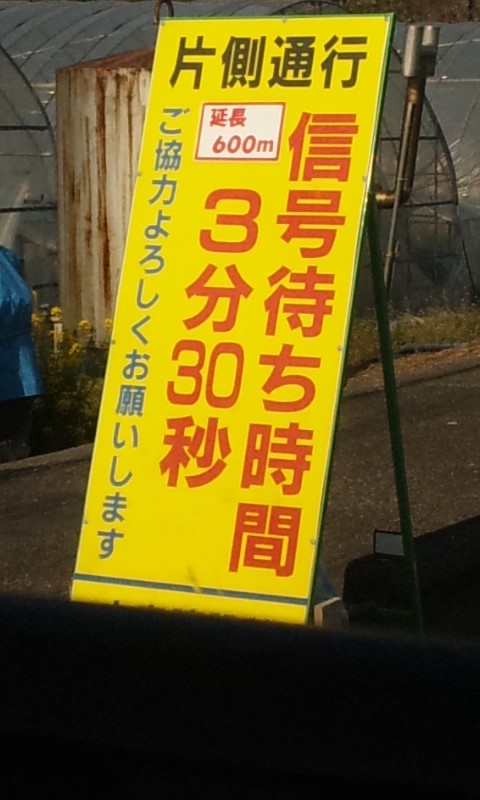 片側通行
延長
600m
信号待ち時間
3分30秒
ご協力よろしくお願いします